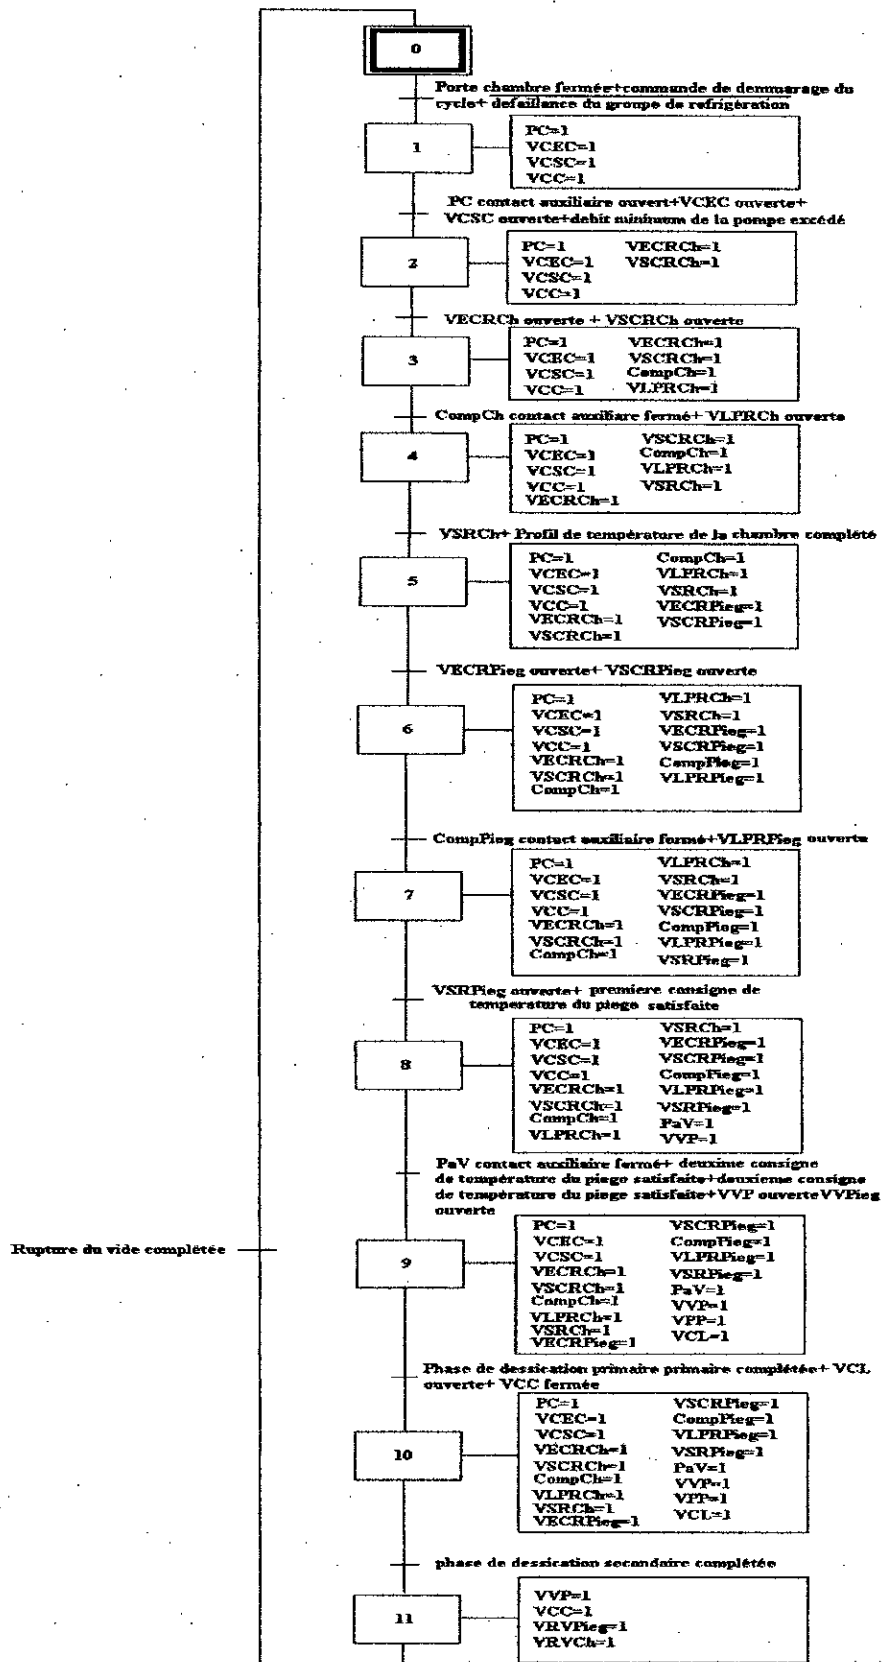 0
Porte chambre fermée+commande de demmarage du
cycle+ defaillance du groupe de refrigération
1
PC=1
VCEC=1
VCSC=1
VCC=1
PC contact auxiliaire ouvert+VCEC ouverte+
VCSC ouverte+debit minimum de la pompe excédé
2
PC=1 VECRCh=1
VCEC=1 VSCRCh=1
VCSC=1
VCC=1
VECRCh ouverte + VSCRCh ouverte
3
PC=1 VECRCh=1
VCEC=1 VSCRCh=1
VCSC=1 CompCh=1
VCC=1 VLPRCh=1
CompCh contact auxiliare fermé+ VLPRCh ouverte
4
PC=1 VSCRCh=1
VCEC=1 CompCh=1
VCSC=1 VLPRCh=1
VCC=1 VSRCh=1
VECRCh=1
VSRCh+ Profil de température de la chambre complété
5
PC=1 CompCh=1
VCEC=1 VLPRCh=1
VCSC=1 VSRCh=1
VCC=1 VECRPieg=1
VECRCh=1 VSCRPieg=1
VSCRCh=1
VECRPieg ouverte+ VSCRPieg ouverte
6
PC=1 VLPRCh=1
VCEC=1 VSRCh=1
VCSC=1 VECRPieg=1
VCC=1 VSCRPieg=1
VECRCh=1 CompPieg=1
VSCRCh=1 VLPRPieg=1
CompCh=1
CompPieg contact auxiliaire fermé+VLPRPieg ouverte
7
PC=1 VLPRCh=1
VCEC=1 VSRCh=1
VCSC=1 VECRPieg=1
VCC=1 VSCRPieg=1
VECRCh=1 CompPieg=1
VSCRCh=1 VLPRPieg=1
CompCh=1 VSRPieg=1
VSRPieg ouverte+ premiere consigne de
temperature du piege satisfaite
8
PC=1 VSRCh=1
VCEC=1 VECRPieg=1
VCSC=1 VSCRPieg=1
VCC=1 CompPieg=1
VECRCh=1 VLPRPieg=1
VSCRCh=1 VSRPieg=1
CompCh=1 PaV=1
VLPRCh=1 VVP=1
PaV contact auxiliaire fermé+ deuxime consigne
de température du piege satisfaite+deuxieme consigne
de température du piege satisfaite+VVP ouverteVVPieg
ouverte
Rupture du vide complétée
9
PC=1 VSCRPieg=1
VCEC=1 CompPieg=1
VCSC=1 VLPRPieg=1
VECRCh=1 VSRPieg=1
VSCRCh=1 PaV=1
CompCh=1 VVP=1
VLPRCh=1 VPP=1
VSRCh=1 VCL=1
VECRPieg=1
Phase de dessication primaire primaire complétée+ VCL
ouverte+ VCC fermée
10
PC=1 VSCRPieg=1
VCEC=1 CompPieg=1
VCSC=1 VLPRPieg=1
VECRCh=1 VSRPieg=1
VSCRCh=1 PaV=1
CompCh=1 VVP=1
VLPRCh=1 VPP=1
VSRCh=1 VCL=1
VECRPieg=1
phase de dessication secondaire complétée
11
VVP=1
VCC=1
VRVPieg=1
VRVCh=1